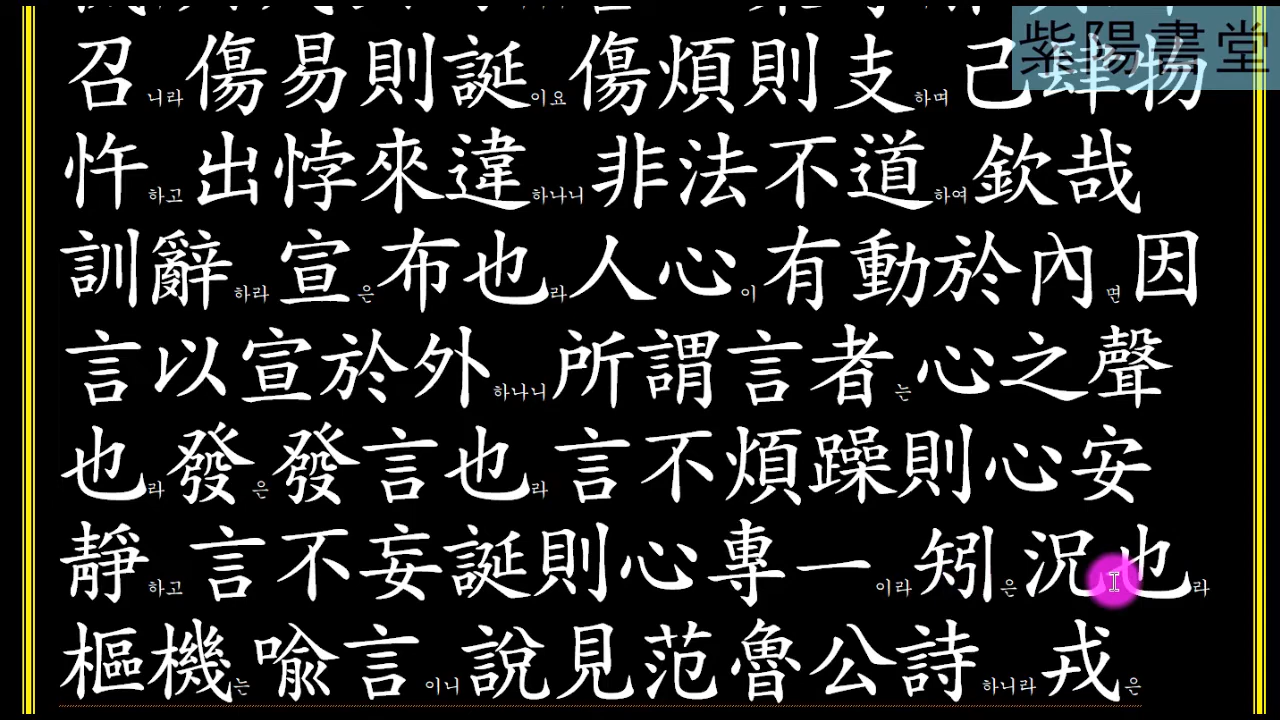 紫陽書堂
召니라 傷易則誕이요 傷煩則支하며 己肆物
忤하고 出悖來違하나니 非法不道하여 欽哉
訓辭하라 宣은 布也라 人心이 有動於內면 因
言以宣於外하나니 所謂言者는 心之聲
也라 發은 發言也라 言不煩躁則心安
靜하고 言不妄誕則心專一이라 矧은 況也라
樞機는 喩言이니 說見范魯公詩하니라 戎은